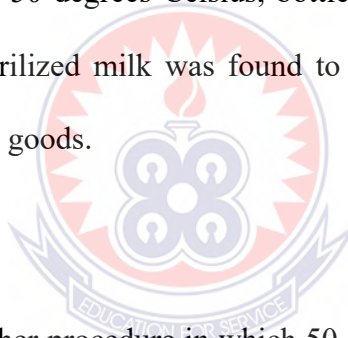 50 degrees Celsius, bottle
rilized milk was found to
goods.
EDUCATION FOR SERVICE
her procedure in which 50